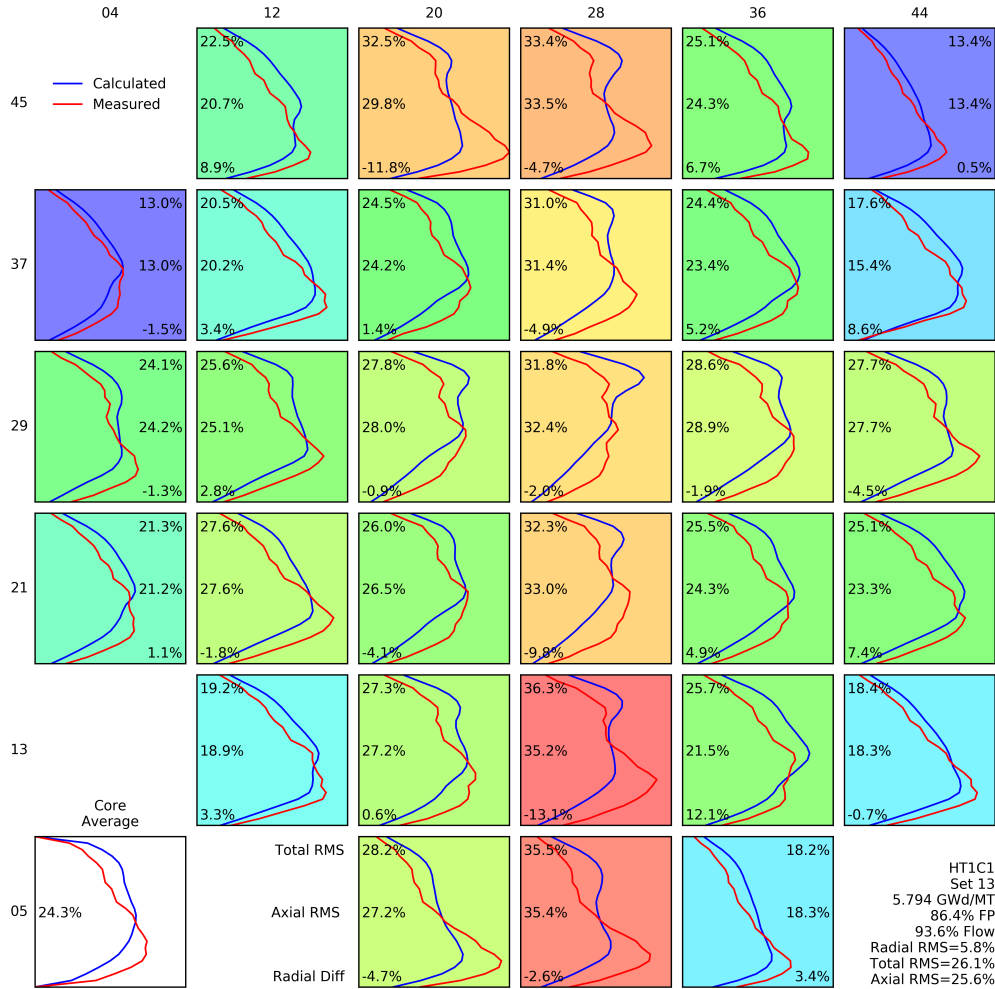 04 12 20 28 36 44
Calculated
Measured
45
22.5% 32.5% 33.4% 25.1% 13.4%
20.7% 29.8% 33.5% 24.3% 13.4%
8.9% -11.8% -4.7% 6.7% 0.5%
37
13.0% 20.5% 24.5% 31.0% 24.4% 17.6%
13.0% 20.2% 24.2% 31.4% 23.4% 15.4%
-1.5% 3.4% 1.4% -4.9% 5.2% 8.6%
29
24.1% 25.6% 27.8% 31.8% 28.6% 27.7%
24.2% 25.1% 28.0% 32.4% 28.9% 27.7%
-1.3% 2.8% -0.9% -2.0% -1.9% -4.5%
21
21.3% 27.6% 26.0% 32.3% 25.5% 25.1%
21.2% 27.6% 26.5% 33.0% 24.3% 23.3%
1.1% -1.8% -4.1% -9.8% 4.9% 7.4%
13
19.2% 27.3% 36.3% 25.7% 18.4%
18.9% 27.2% 35.2% 21.5% 18.3%
3.3% 0.6% -13.1% 12.1% -0.7%
Core
Average
05
24.3%
Total RMS 28.2% 35.5% 18.2%
Axial RMS 27.2% 35.4% 18.3%
Radial Diff -4.7% -2.6% 3.4%
HT1C1
Set 13
5.794 GWd/MT
86.4% FP
93.6% Flow
Radial RMS=5.8%
Total RMS=26.1%
Axial RMS=25.6%